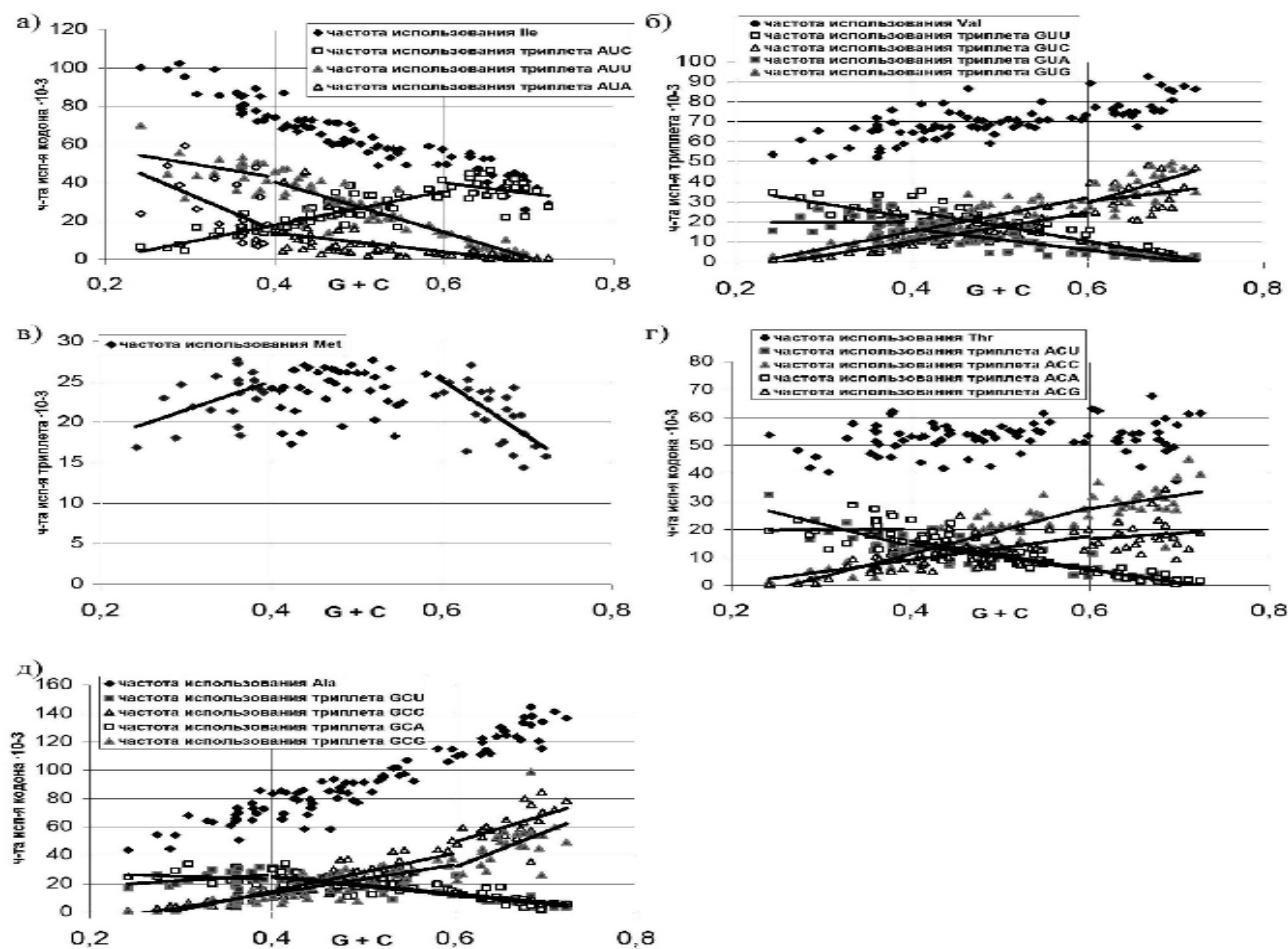 а)
120
100
80
60
40
20
0
ч-та исп-я кодона ·10-3
частота использования Ile
частота использования триплета AUC
частота использования триплета AUU
частота использования триплета AUA
0,2
0,4
0,6
0,8
G + C
б)
100
90
80
70
60
50
40
30
20
10
0
ч-та исп-я триплета ·10-3
частота использования Val
частота использования триплета GUU
частота использования триплета GUC
частота использования триплета GUA
частота использования триплета GUG
0,2
0,4
0,6
0,8
G + C
в)
30
25
20
15
10
5
0
ч-та исп-я триплета ·10-3
частота использования Met
0,2
0,4
0,6
0,8
G + C
г)
80
70
60
50
40
30
20
10
0
ч-та исп-я кодона ·10-3
частота использования Thr
частота использования триплета ACU
частота использования триплета ACC
частота использования триплета ACA
частота использования триплета ACG
0,2
0,4
0,6
0,8
G + C
д)
160
140
120
100
80
60
40
20
0
ч-та исп-я кодона ·10-3
частота использования Ala
частота использования триплета GCU
частота использования триплета GCC
частота использования триплета GCA
частота использования триплета GCG
0,2
0,4
0,6
0,8
G + C